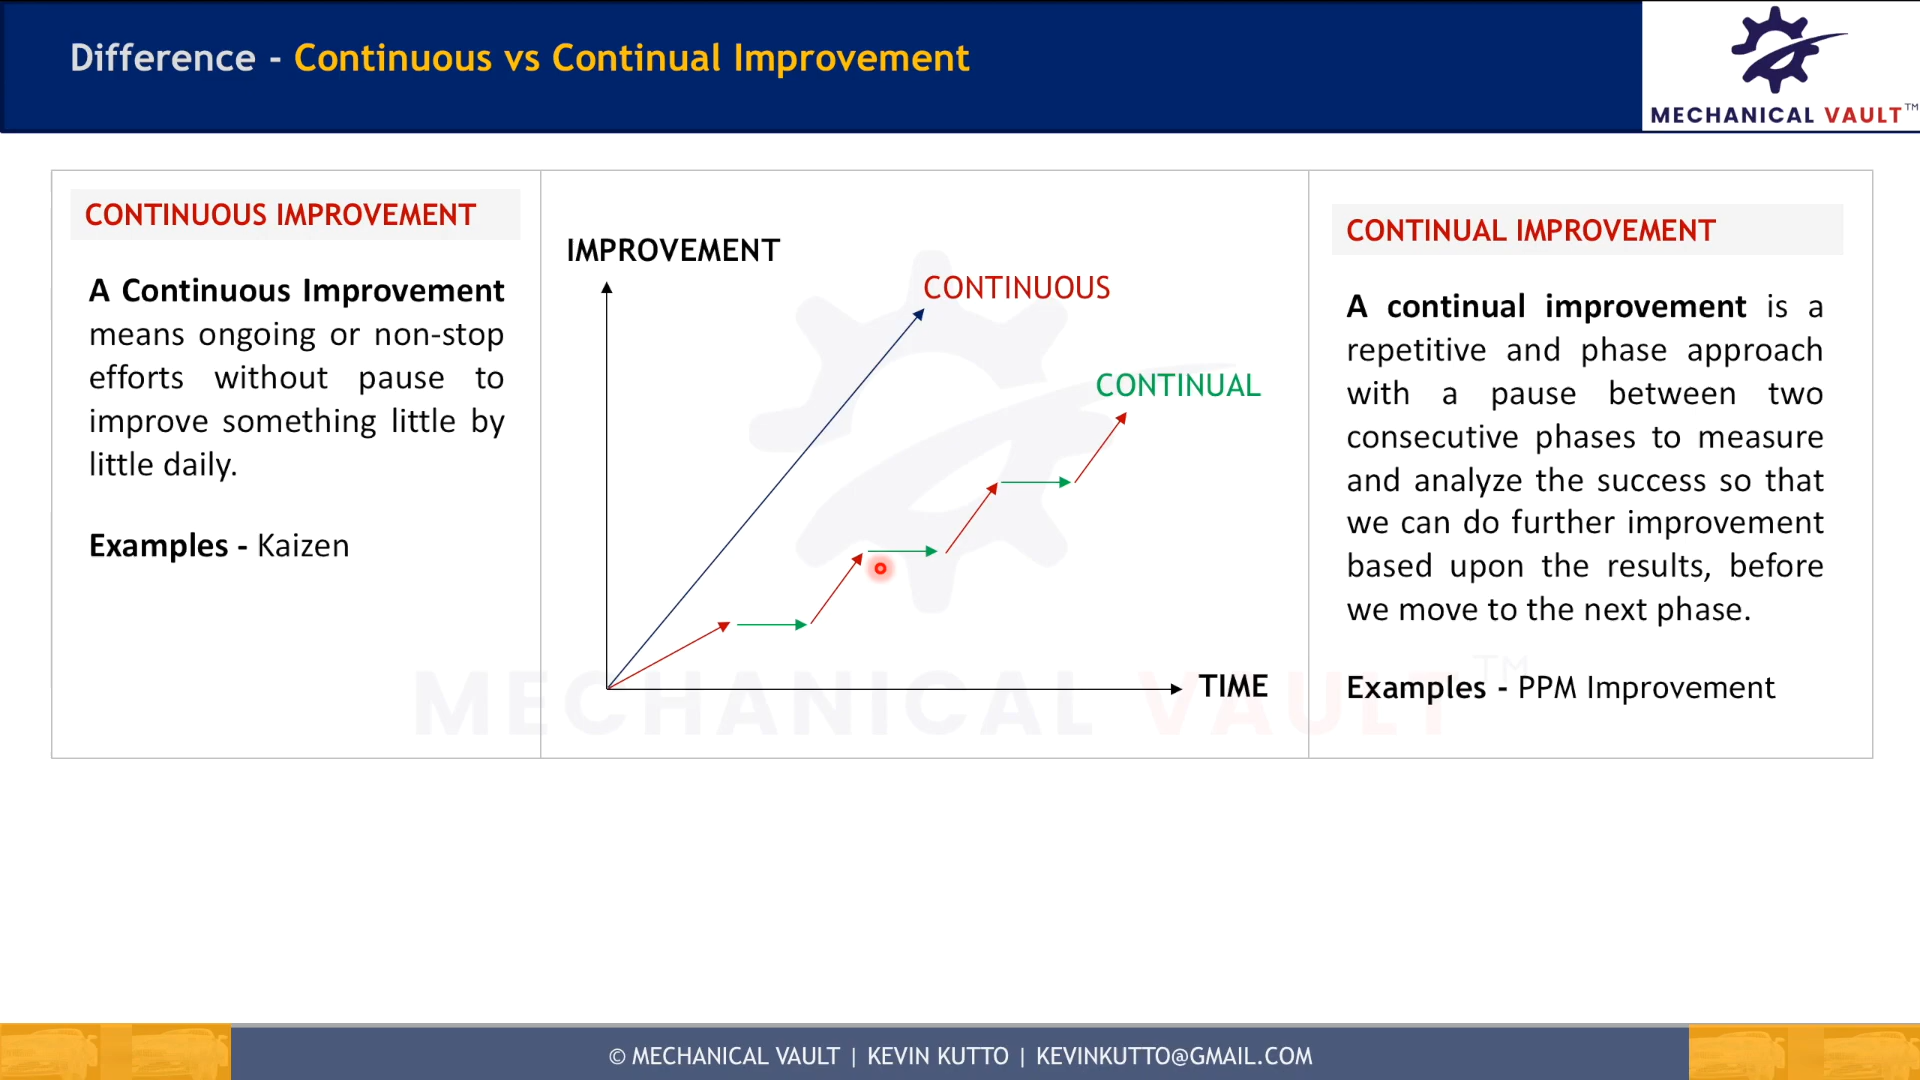 Difference - Continuous vs Continual Improvement
MECHANICAL VAULT™
CONTINUOUS IMPROVEMENT
A Continuous Improvement
means ongoing or non-stop
efforts without pause to
improve something little by
little daily.
Examples - Kaizen
IMPROVEMENT
CONTINUOUS
CONTINUAL
TIME
CONTINUAL IMPROVEMENT
A continual improvement is a
repetitive and phase approach
with a pause between two
consecutive phases to measure
and analyze the success so that
we can do further improvement
based upon the results, before
we move to the next phase.
Examples - PPM Improvement
MECHANICAL VAULT™
© MECHANICAL VAULT | KEVIN KUTTO | KEVINKUTTO@GMAIL.COM